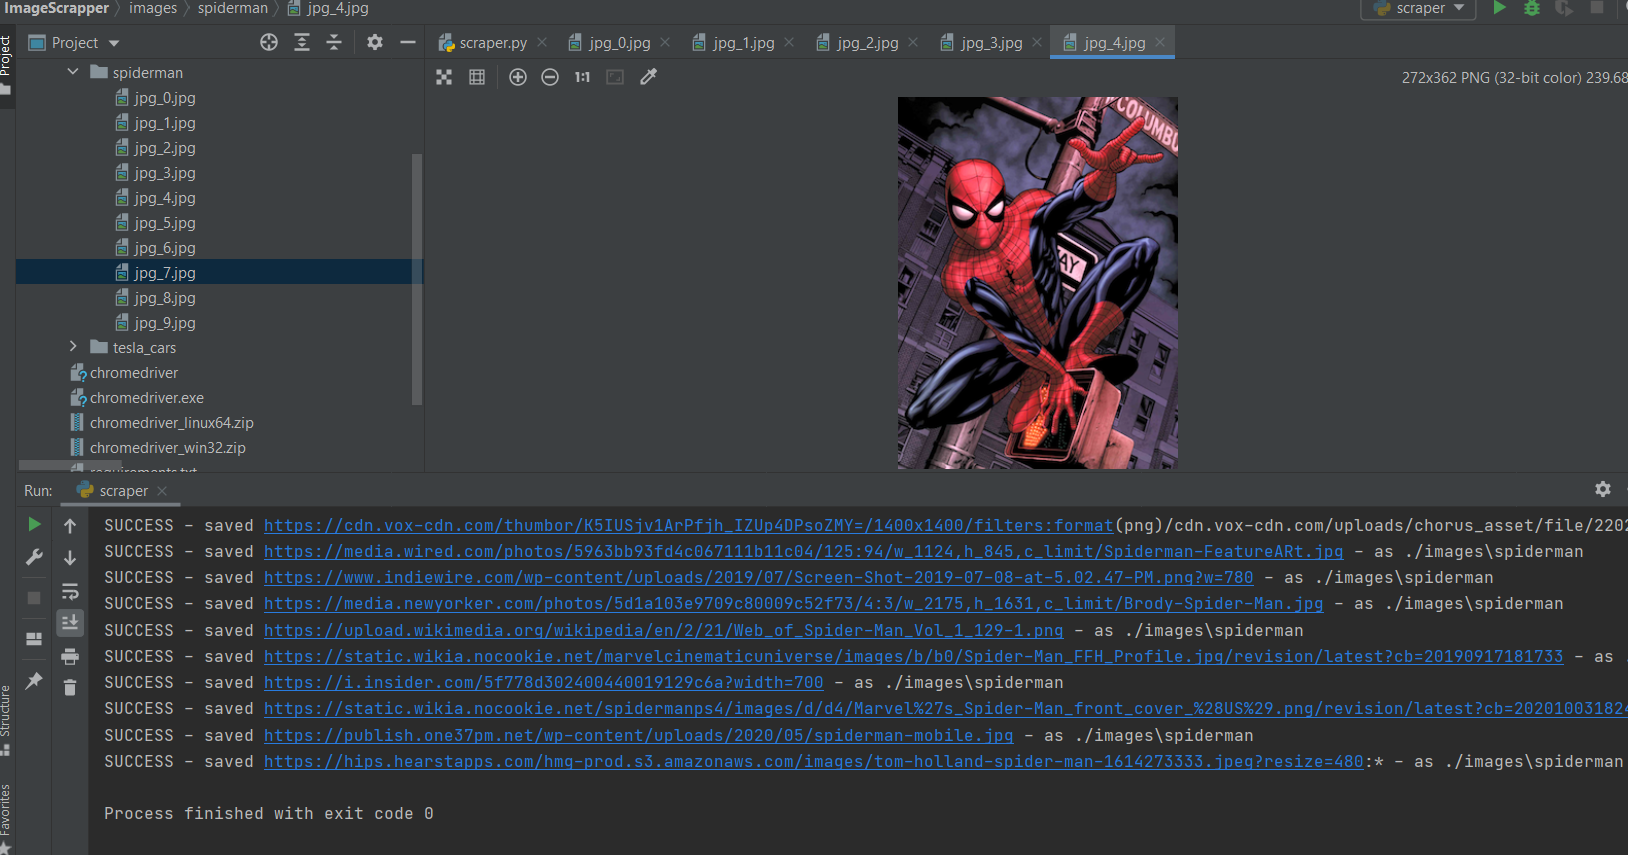 ImageScrapper images spiderman jpg_4.jpg scraper
Project
Project
scraper.py jpg_0.jpg jpg_1.jpg jpg_2.jpg jpg_3.jpg jpg_4.jpg
1:1
272x362 PNG (32-bit color) 239.68
spiderman
jpg_0.jpg
jpg_1.jpg
jpg_2.jpg
jpg_3.jpg
jpg_4.jpg
jpg_5.jpg
jpg_6.jpg
jpg_7.jpg
jpg_8.jpg
jpg_9.jpg
tesla_cars
chromedriver
chromedriver.exe
chromedriver_linux64.zip
chromedriver_win32.zip
requirements.txt
COLUMBU
AY
Run: scraper
SUCCESS - saved https://cdn.vox-cdn.com/thumbor/K5IUSjv1ArPfjh_IZUp4DPsoZMY=/1400x1400/filters:format(png)/cdn.vox-cdn.com/uploads/chorus_asset/file/2202
SUCCESS - saved https://media.wired.com/photos/5963bb93fd4c067111b11c04/125:94/w_1124,h_845,c_limit/Spiderman-FeatureARt.jpg - as ./images\spiderman
SUCCESS - saved https://www.indiewire.com/wp-content/uploads/2019/07/Screen-Shot-2019-07-08-at-5.02.47-PM.png?w=780 - as ./images\spiderman
SUCCESS - saved https://media.newyorker.com/photos/5d1a103e9709c80009c52f73/4:3/w_2175,h_1631,c_limit/Brody-Spider-Man.jpg - as ./images\spiderman
SUCCESS - saved https://upload.wikimedia.org/wikipedia/en/2/21/Web_of_Spider-Man_Vol_1_129-1.png - as ./images\spiderman
SUCCESS - saved https://static.wikia.nocookie.net/marvelcinematicuniverse/images/b/b0/Spider-Man_FFH_Profile.jpg/revision/latest?cb=20190917181733 - as .
SUCCESS - saved https://i.insider.com/5f778d302400440019129c6a?width=700 - as ./images\spiderman
SUCCESS - saved https://static.wikia.nocookie.net/spidermanps4/images/d/d4/Marvel%27s_Spider-Man_front_cover_%28US%29.png/revision/latest?cb=202010031824
SUCCESS - saved https://publish.one37pm.net/wp-content/uploads/2020/05/spiderman-mobile.jpg - as ./images\spiderman
SUCCESS - saved https://hips.hearstapps.com/hmg-prod.s3.amazonaws.com/images/tom-holland-spider-man-1614273333.jpeg?resize=480:* - as ./images\spiderman
Process finished with exit code 0
Structure
Favorites